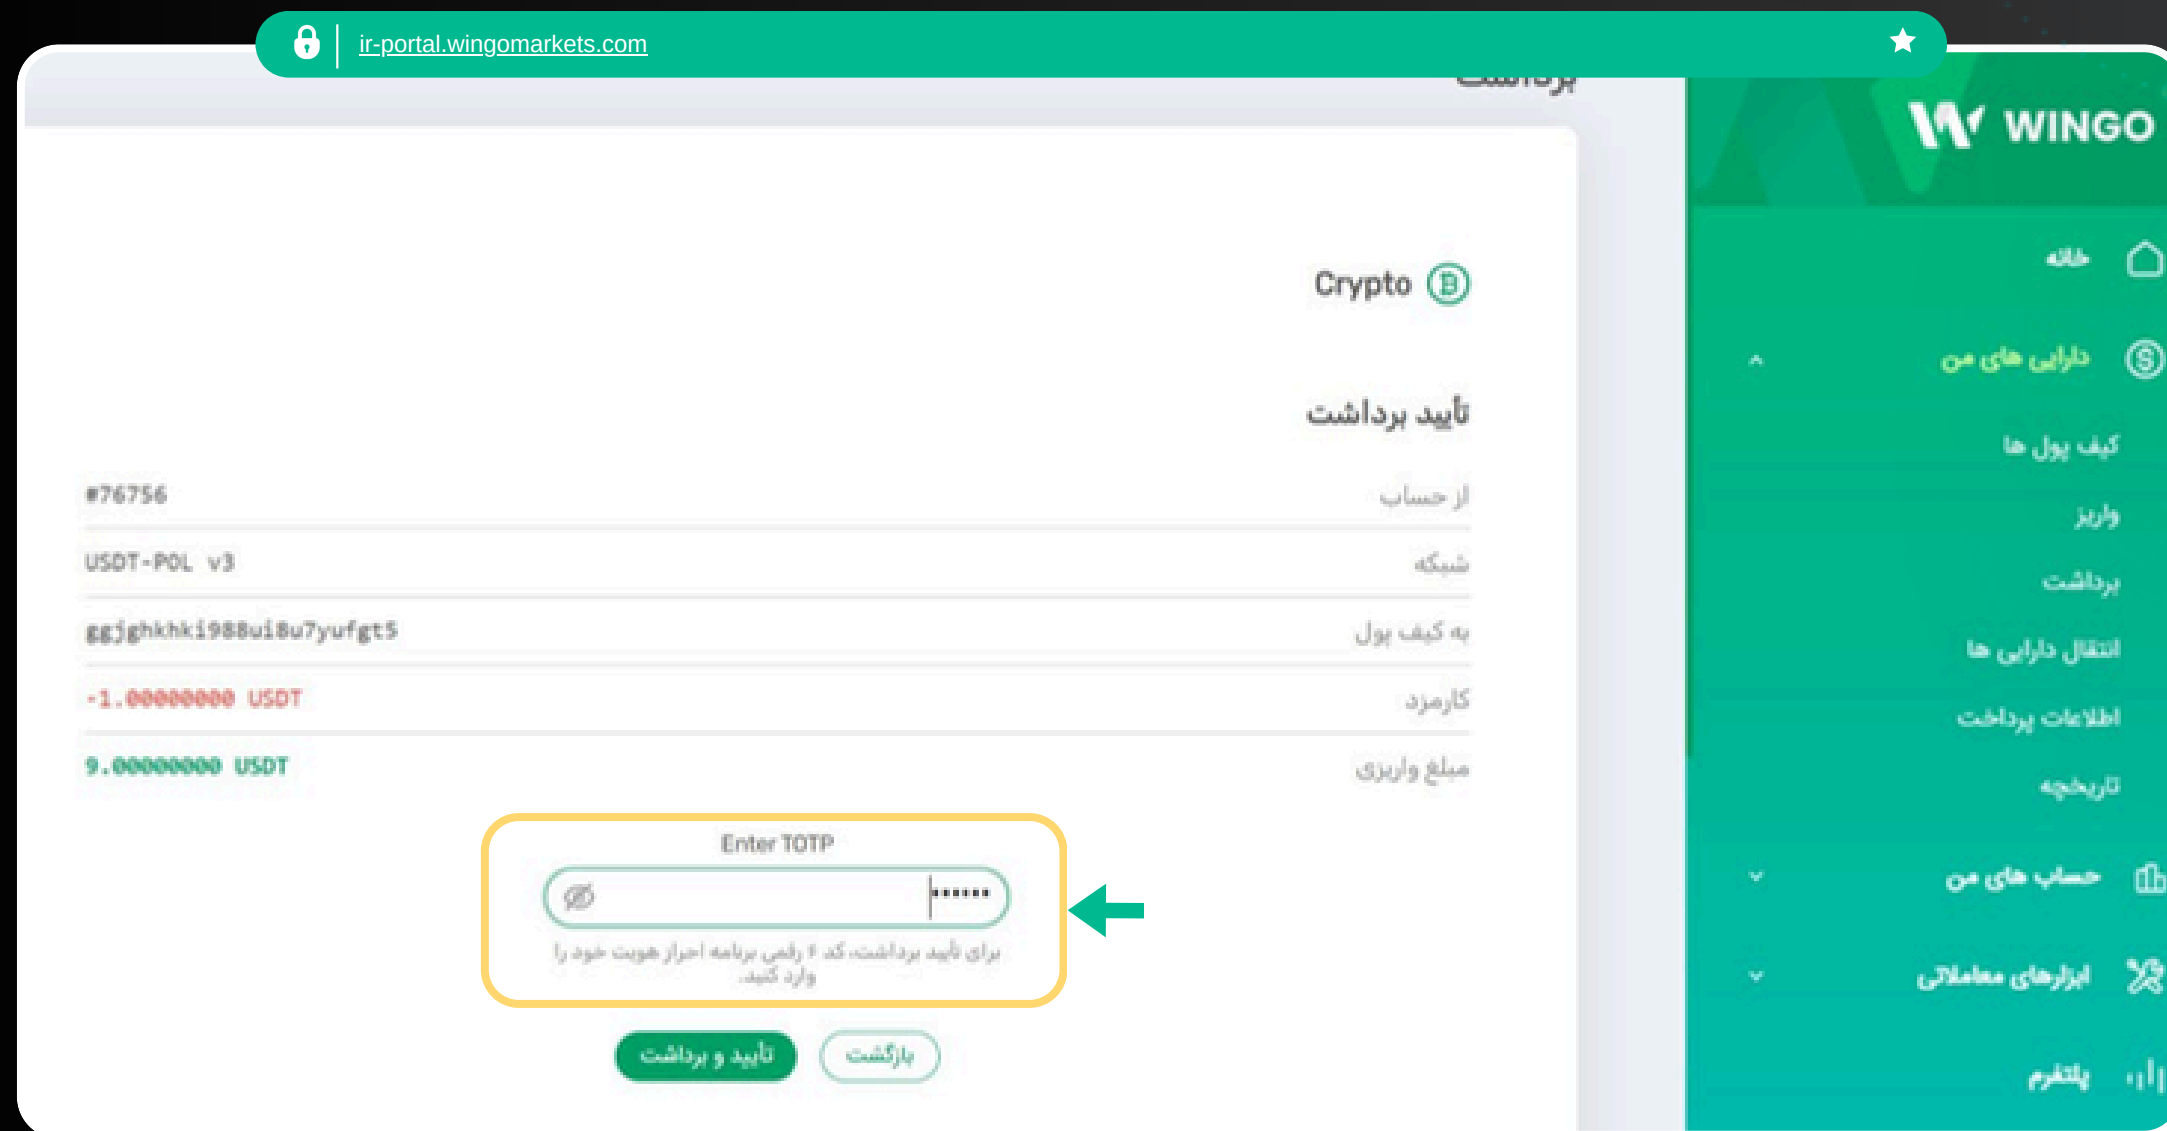 ir-portal.wingomarkets.com
برداشت
WINGO
خانه
دارایی های من
کیف پول ها
واریز
برداشت
انتقال دارایی ها
اطلاعات پرداخت
تاریخچه
حساب های من
ابزارهای معاملاتی
پلتفرم
Crypto
تأیید برداشت
از حساب #76756
شبکه USDT-POL v3
به کیف پول ggjghkhki988ui8u7yufgt5
کارمزد -1.00000000 USDT
مبلغ واریزی 9.00000000 USDT
Enter TOTP
••••••
برای تأیید برداشت، کد ۶ رقمی برنامه احراز هویت خود را
وارد کنید.
بازگشت
تأیید و برداشت